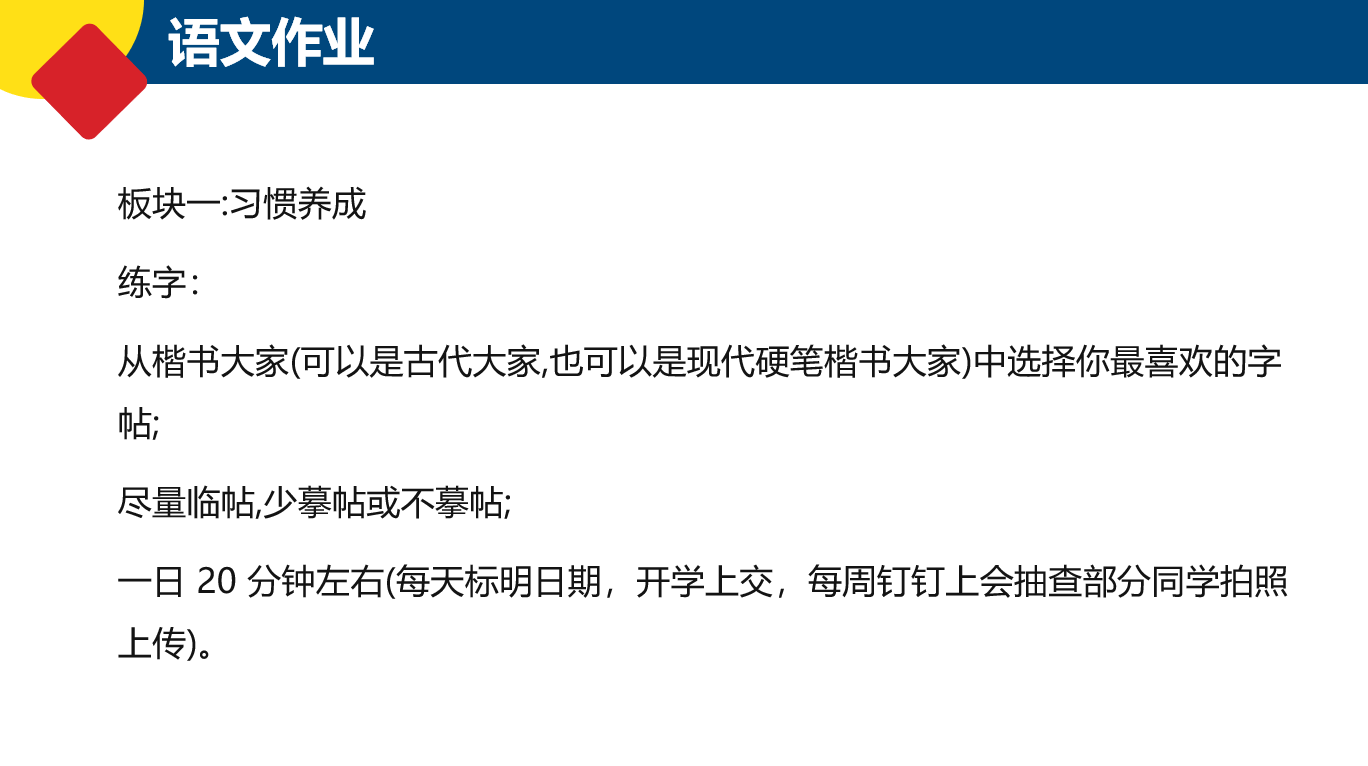 语文作业
板块一:习惯养成
练字：
从楷书大家(可以是古代大家,也可以是现代硬笔楷书大家)中选择你最喜欢的字
帖;
尽量临帖,少摹帖或不摹帖;
一日 20 分钟左右(每天标明日期，开学上交，每周钉钉上会抽查部分同学拍照
上传)。